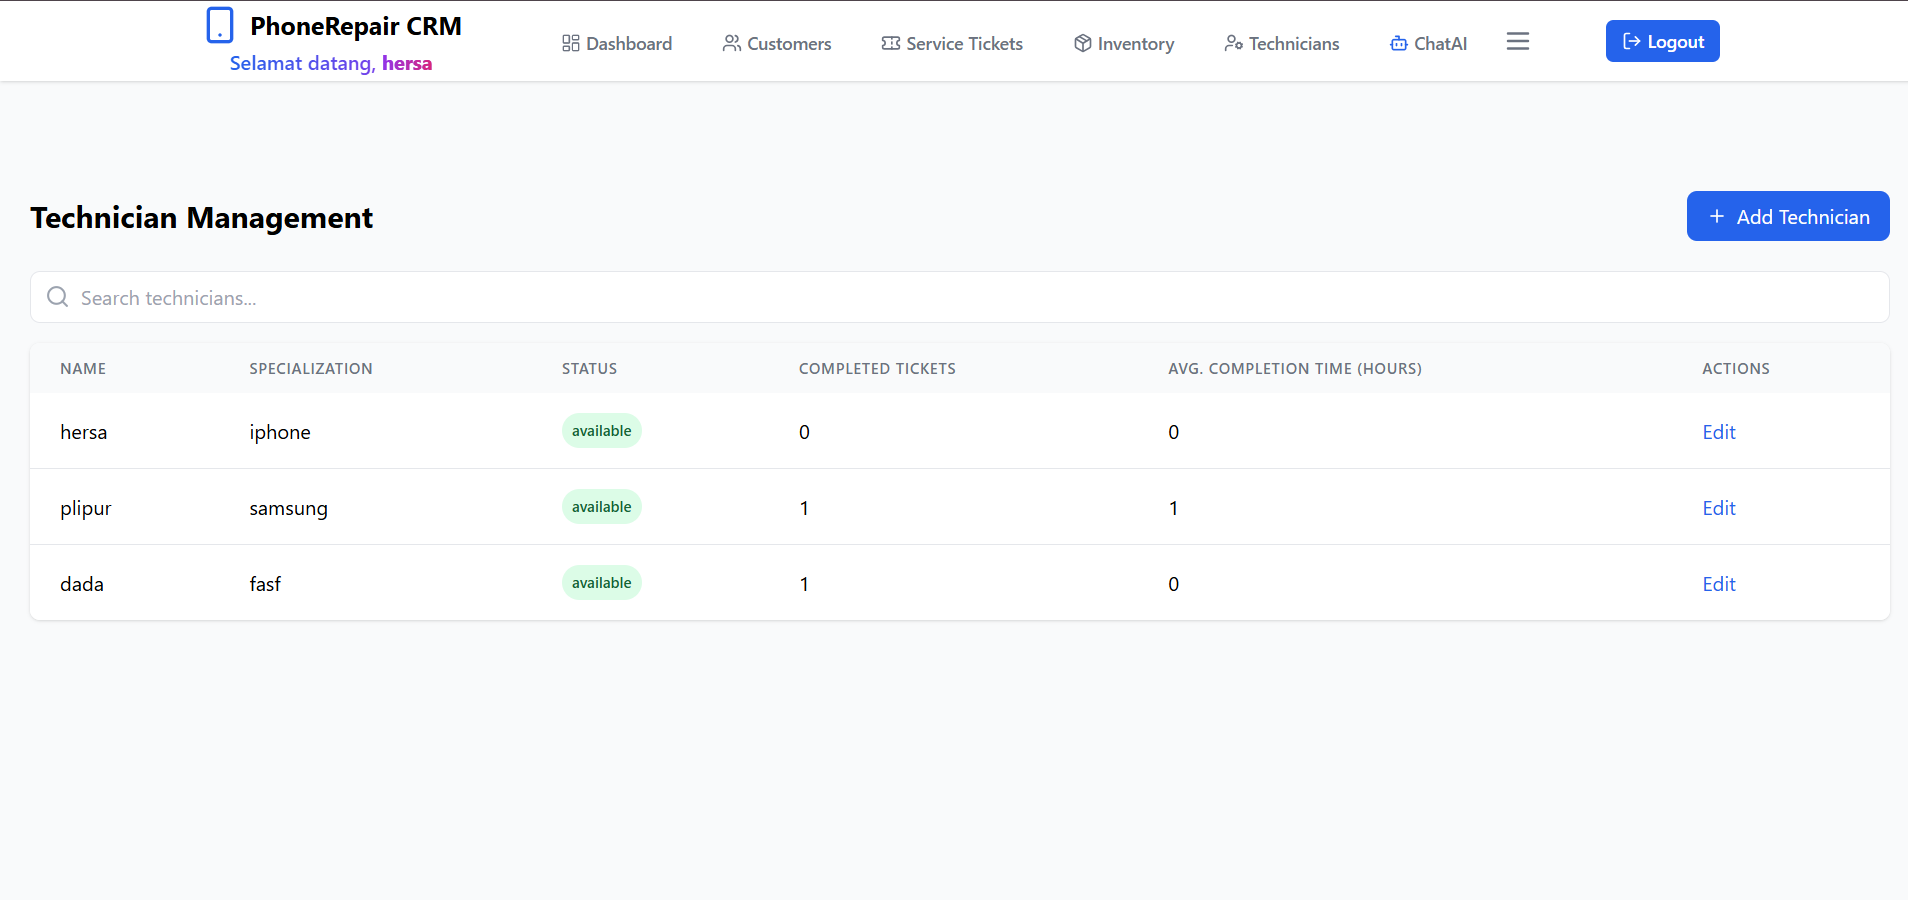 PhoneRepair CRM
Selamat datang, hersa
Dashboard
Customers
Service Tickets
Inventory
Technicians
ChatAI
Logout
Technician Management
+ Add Technician
Search technicians...
NAME SPECIALIZATION STATUS COMPLETED TICKETS AVG. COMPLETION TIME (HOURS) ACTIONS
hersa iphone available 0 0 Edit
plipur samsung available 1 1 Edit
dada fasf available 1 0 Edit